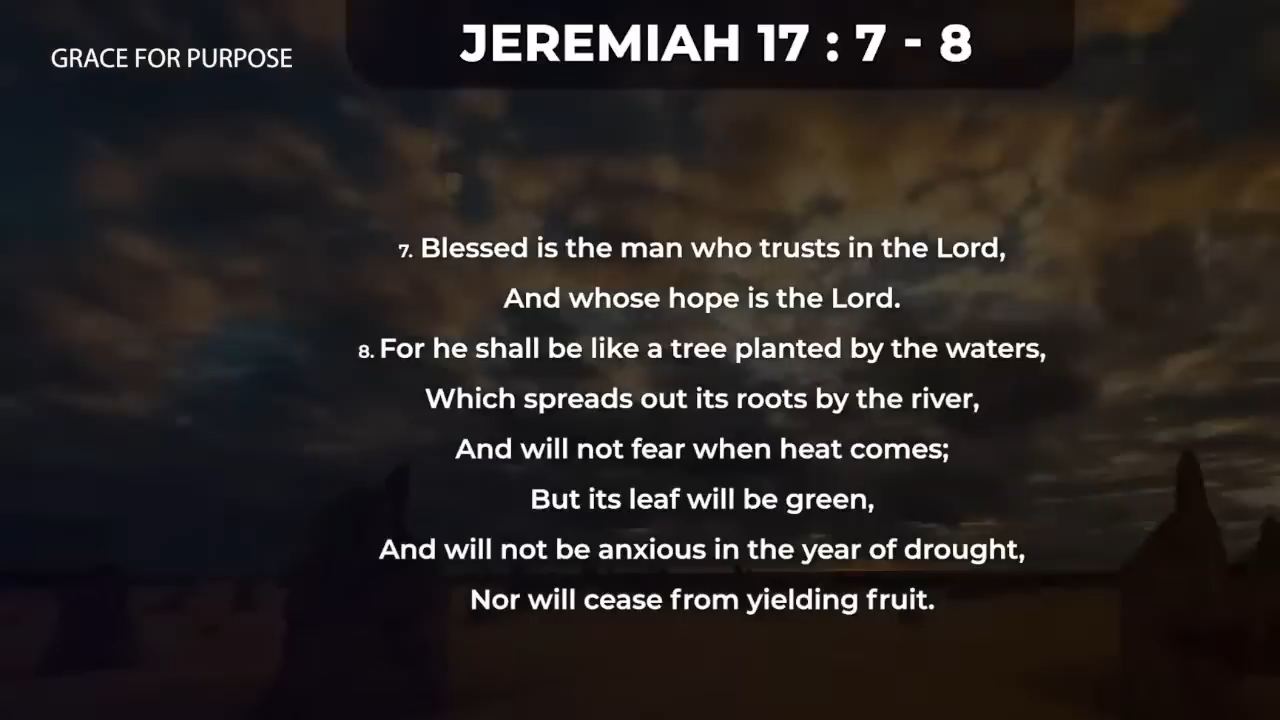 GRACE FOR PURPOSE
JEREMIAH 17 : 7 - 8
7. Blessed is the man who trusts in the Lord,
And whose hope is the Lord.
8. For he shall be like a tree planted by the waters,
Which spreads out its roots by the river,
And will not fear when heat comes;
But its leaf will be green,
And will not be anxious in the year of drought,
Nor will cease from yielding fruit.